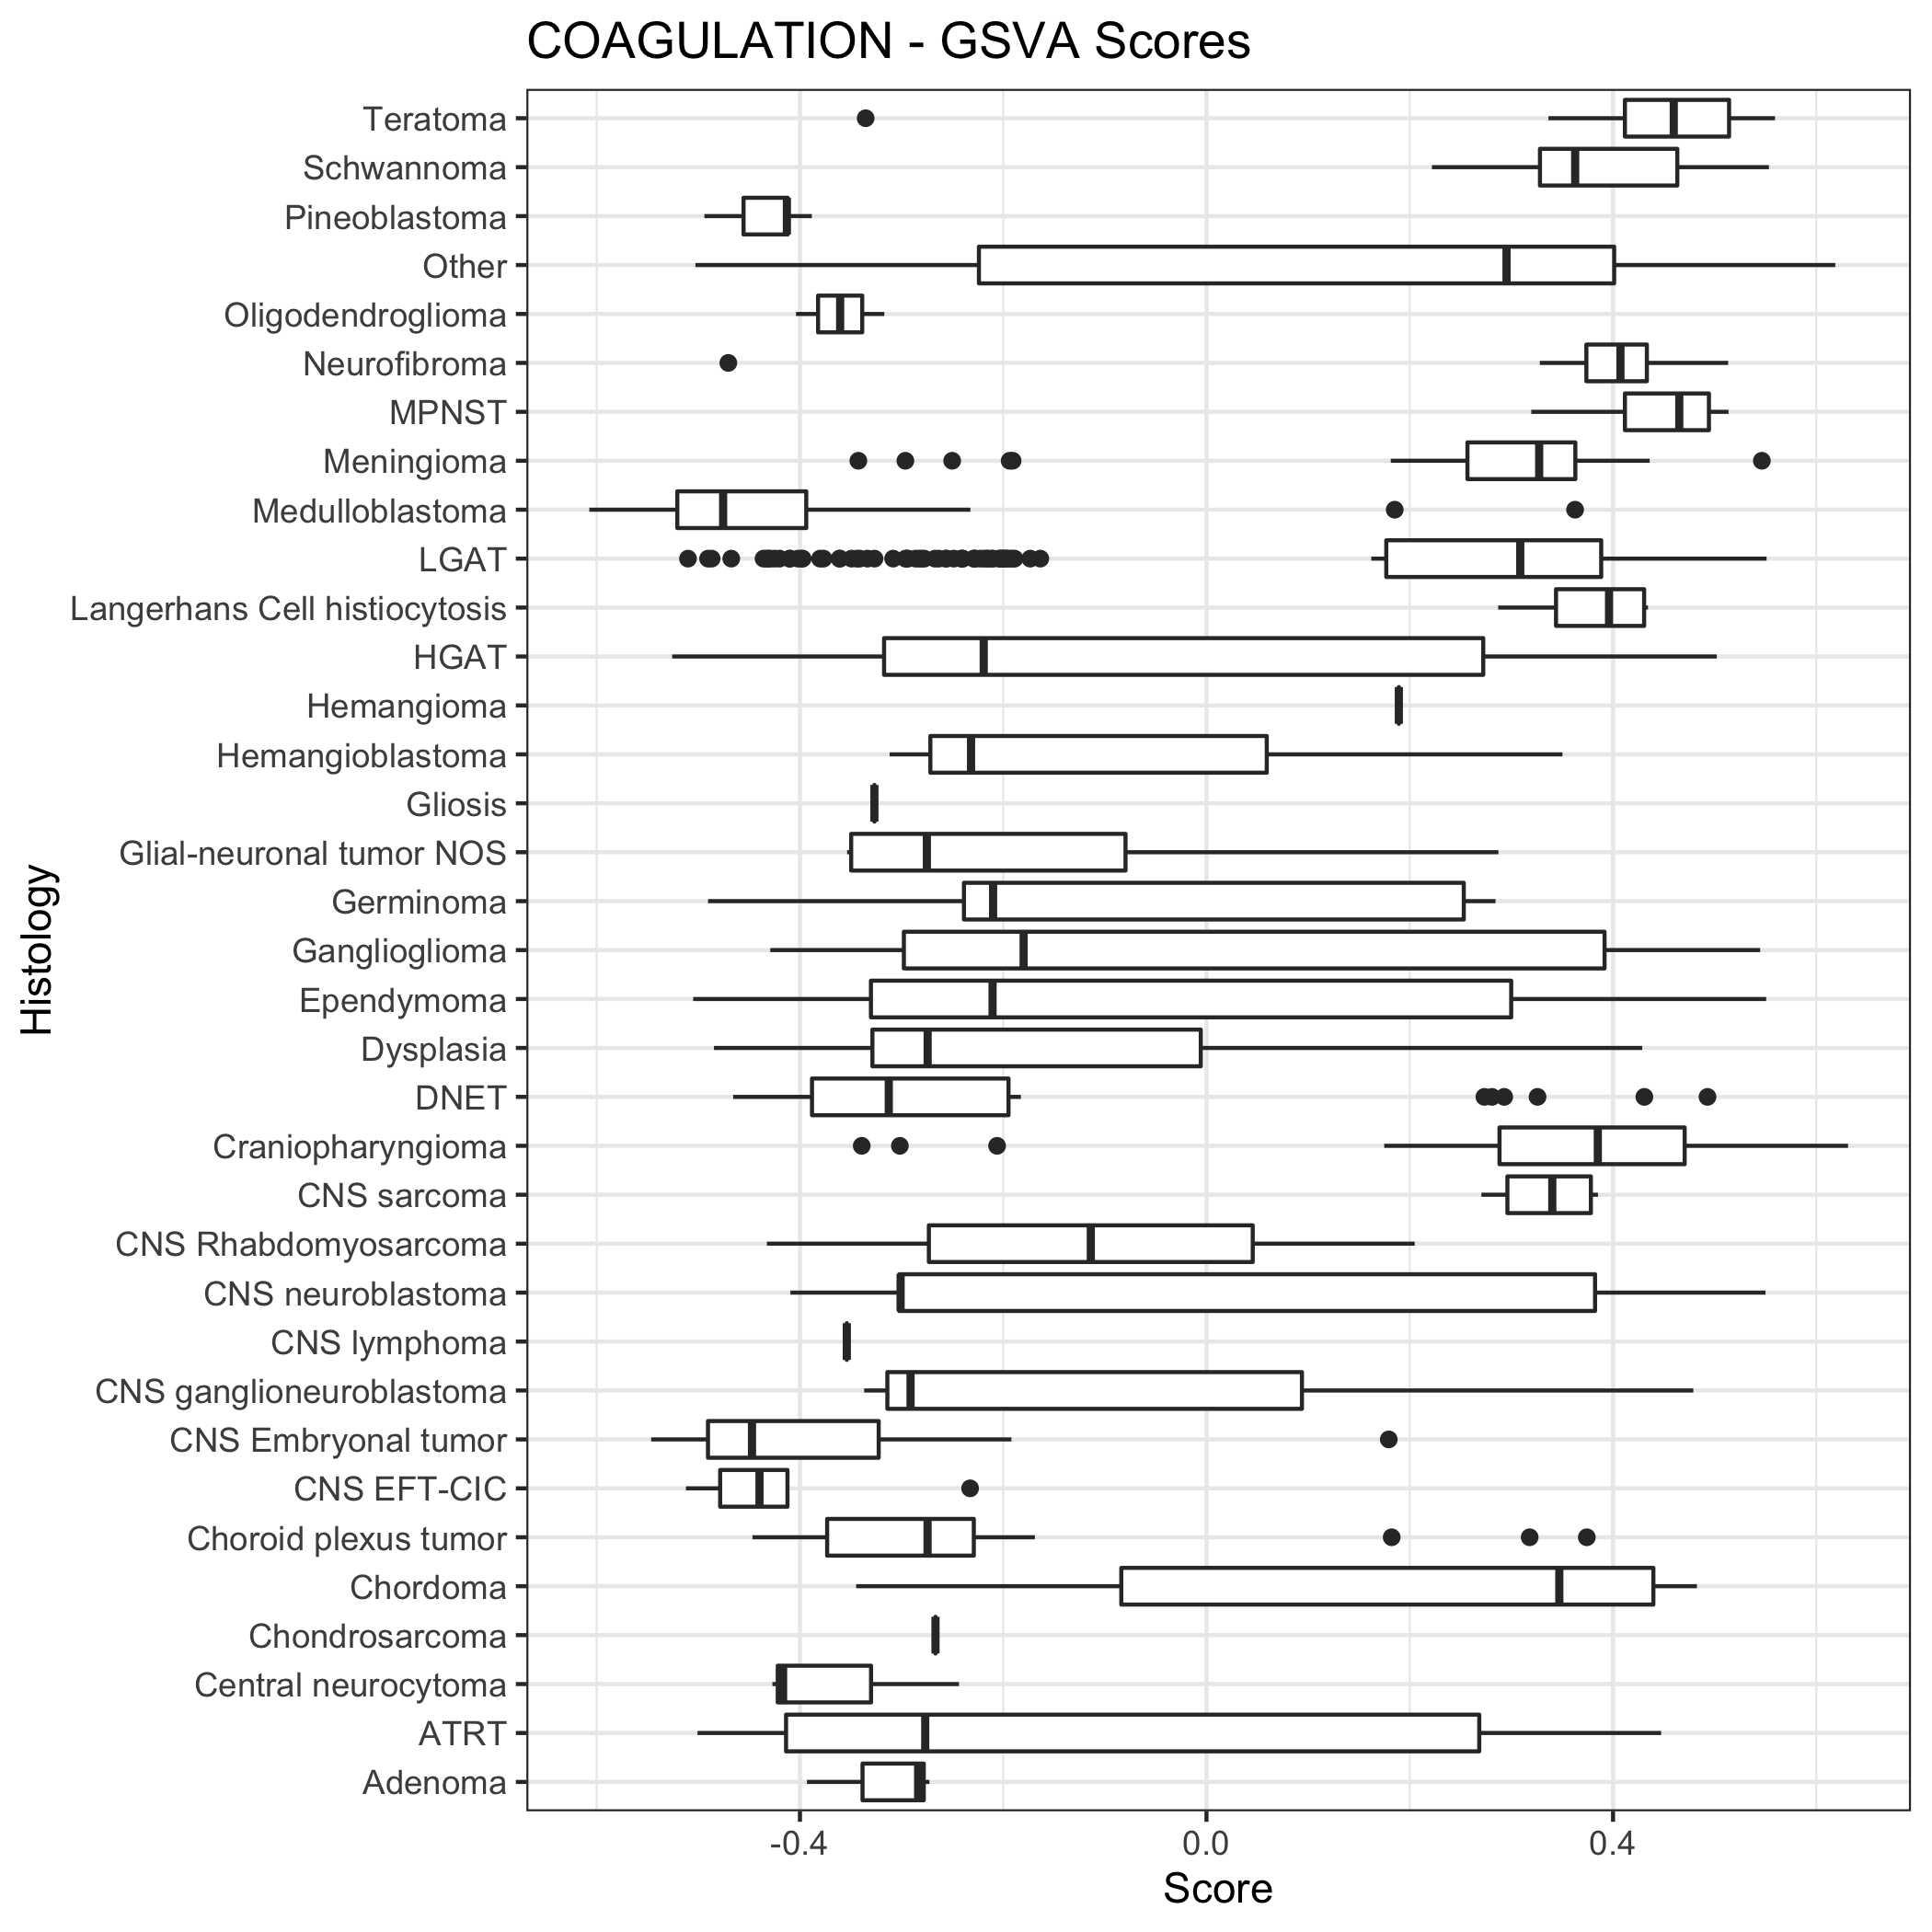 COAGULATION - GSVA Scores
Teratoma
Schwannoma
Pineoblastoma
Other
Oligodendroglioma
Neurofibroma
MPNST
Meningioma
Medulloblastoma
LGAT
Langerhans Cell histiocytosis
HGAT
Hemangioma
Hemangioblastoma
Gliosis
Glial-neuronal tumor NOS
Germinoma
Ganglioglioma
Ependymoma
Dysplasia
DNET
Craniopharyngioma
CNS sarcoma
CNS Rhabdomyosarcoma
CNS neuroblastoma
CNS lymphoma
CNS ganglioneuroblastoma
CNS Embryonal tumor
CNS EFT-CIC
Choroid plexus tumor
Chordoma
Chondrosarcoma
Central neurocytoma
ATRT
Adenoma
Histology
-0.4 0.0 0.4
Score